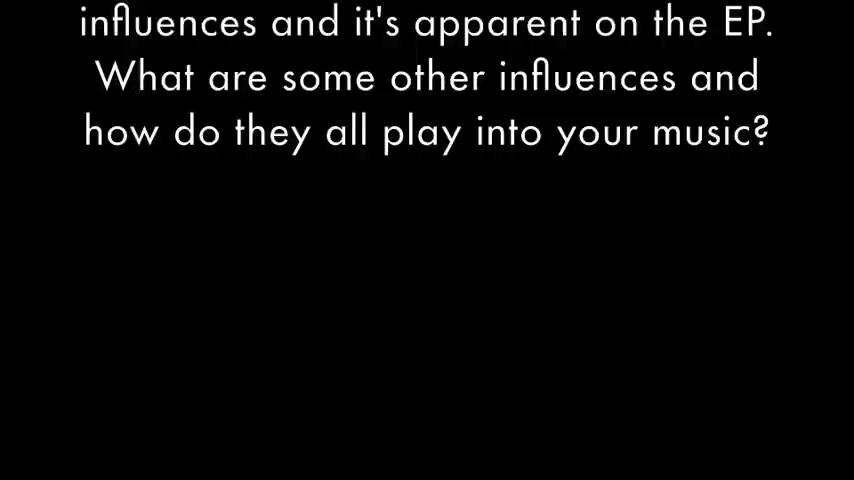 influences and it's apparent on the EP.
What are some other influences and
how do they all play into your music?